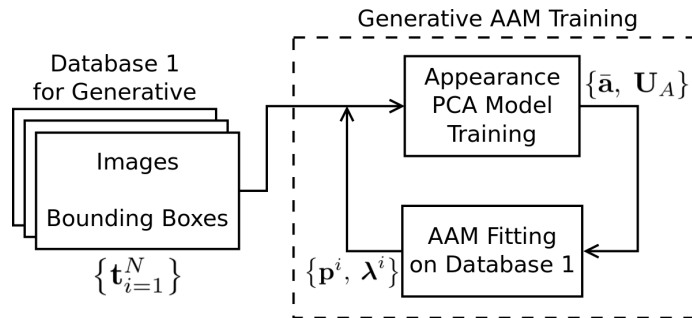 Generative AAM Training
Database 1
for Generative
Images
Bounding Boxes
{t_{i=1}^N}
Appearance
PCA Model
Training
{ā, U_A}
AAM Fitting
on Database 1
{p^i, λ^i}